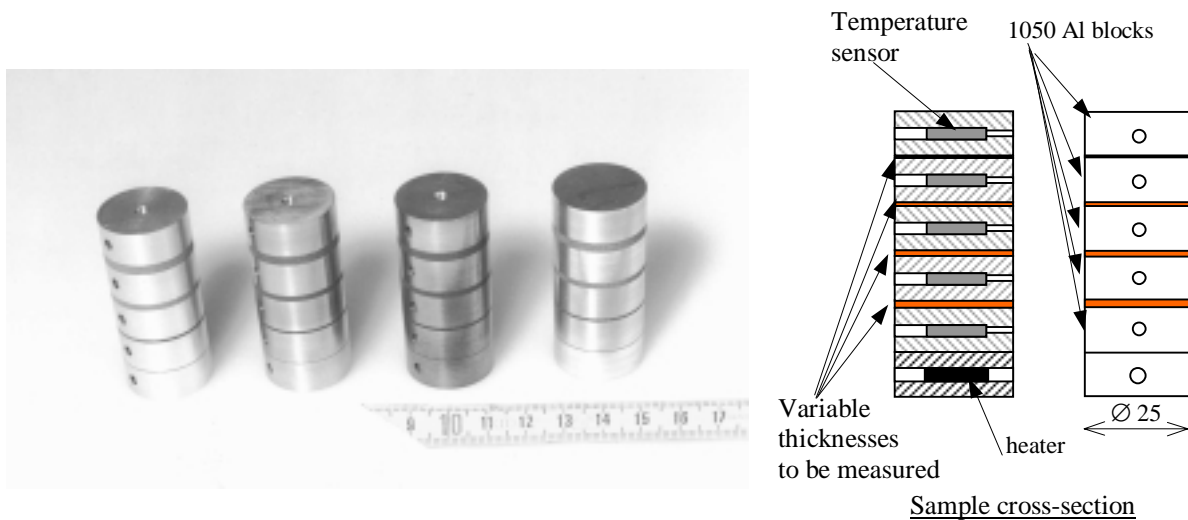 Temperature
sensor
1050 Al blocks
9 10 11 12 13 14 15 16 17
Variable
thicknesses
to be measured
heater
∅ 25
Sample cross-section